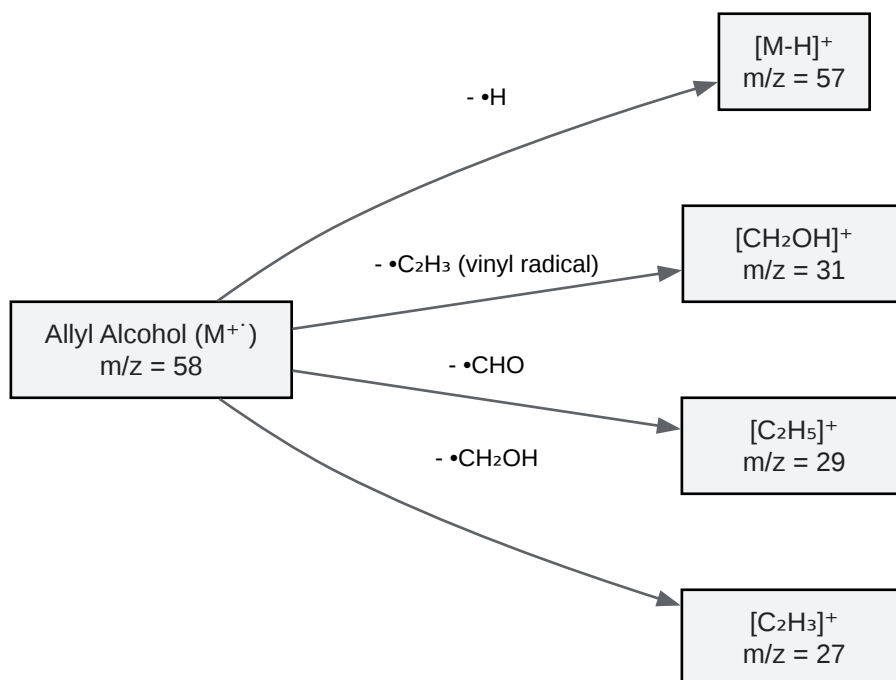 [M-H]⁺
m/z = 57
- •H
[CH₂OH]⁺
m/z = 31
- •C₂H₃ (vinyl radical)
Allyl Alcohol (M⁺˙)
m/z = 58
- •CHO
[C₂H₅]⁺
m/z = 29
- •CH₂OH
[C₂H₃]⁺
m/z = 27